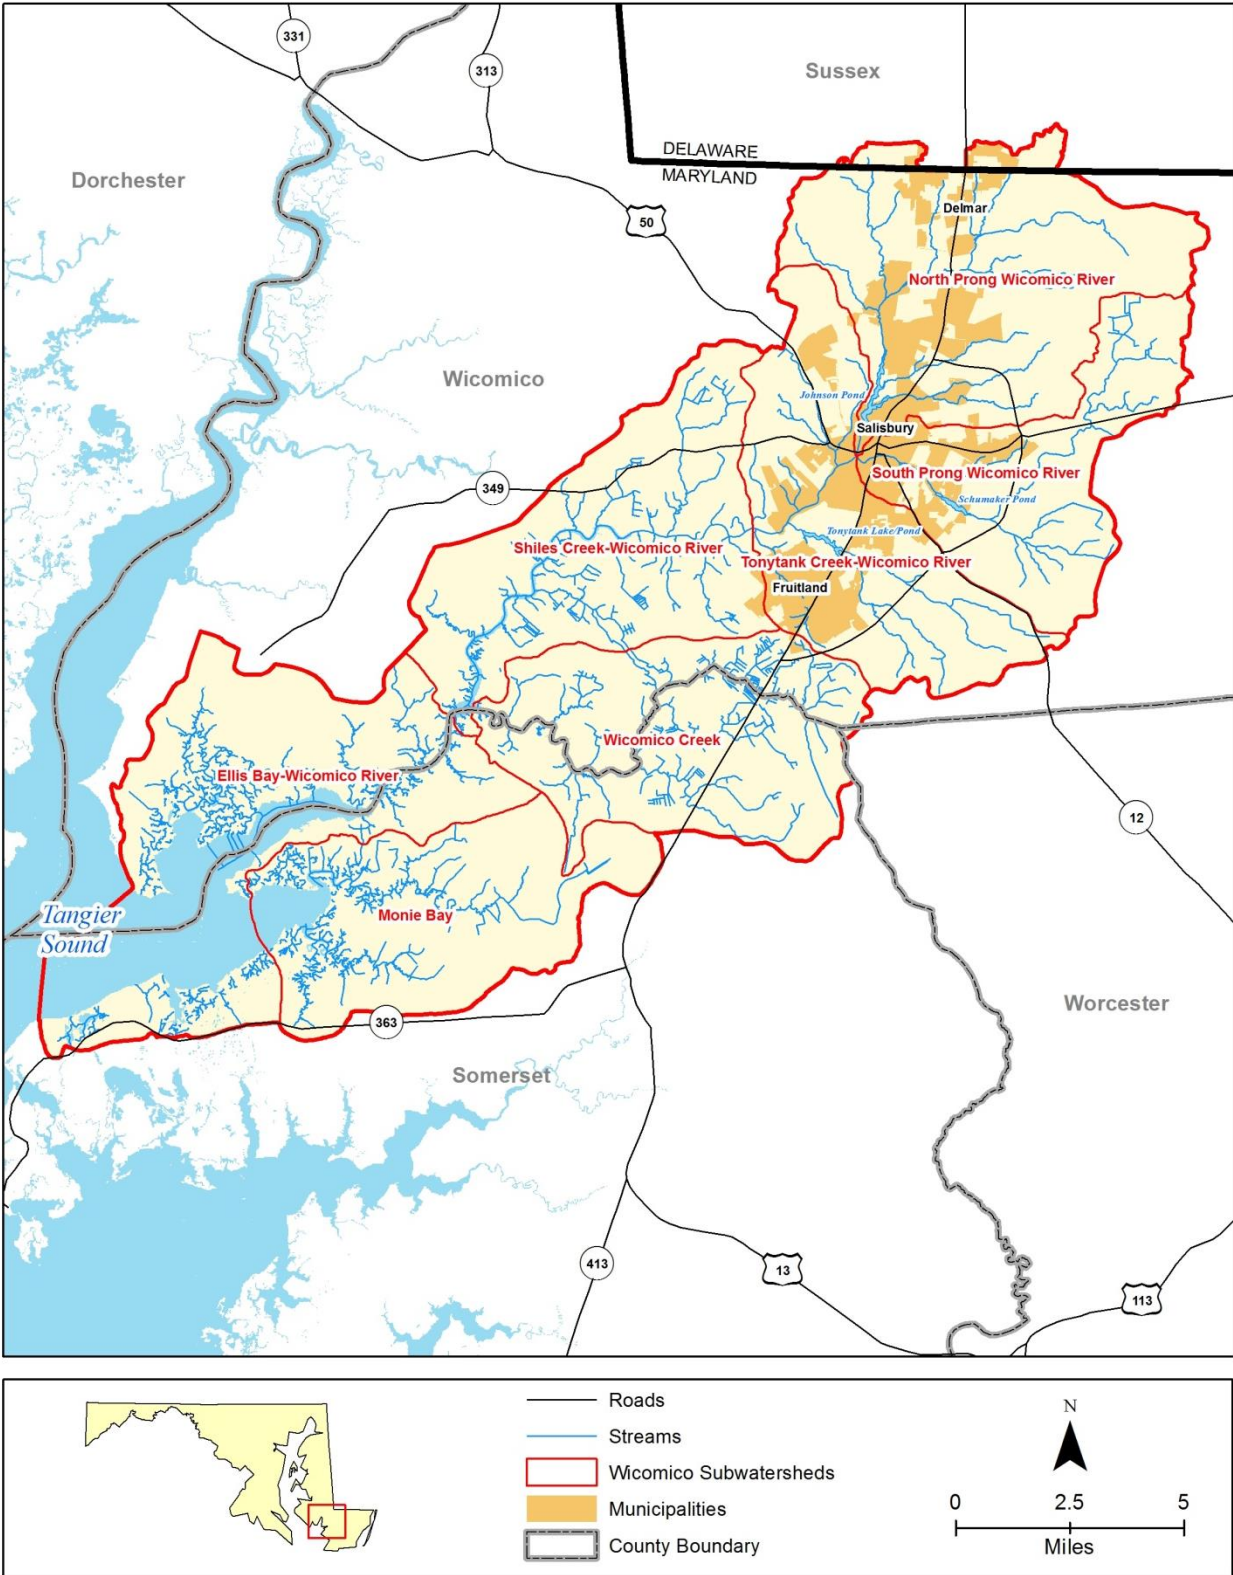 331
313
Sussex
DELAWARE
MARYLAND
Dorchester
Delmar
50
North Prong Wicomico River
Wicomico
Johnson Pond
Salisbury
South Prong Wicomico River
349
Schumaker Pond
Tonytank Lake/Pond
Shiles Creek-Wicomico River
Tonytank Creek-Wicomico River
Fruitland
Wicomico Creek
Ellis Bay-Wicomico River
12
Tangier
Sound
Monie Bay
Worcester
363
Somerset
413
13
113
Roads
Streams
Wicomico Subwatersheds
Municipalities
County Boundary
N
0 2.5 5
Miles